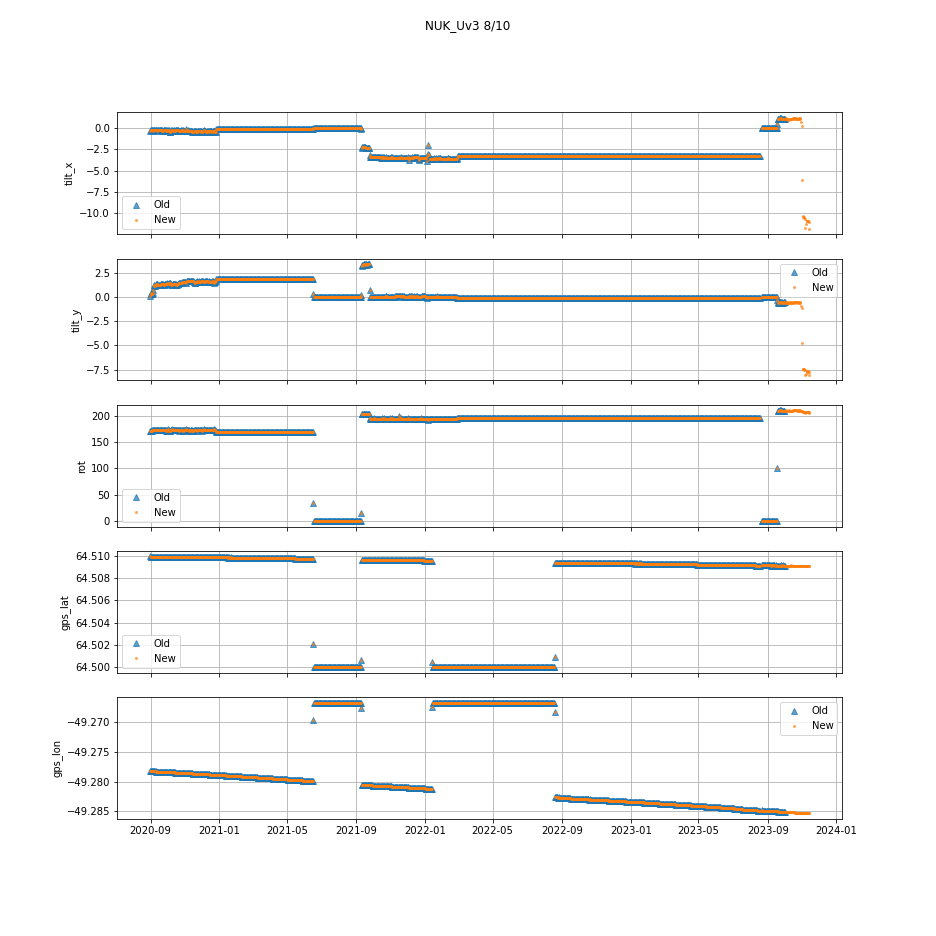 NUK_Uv3 8/10
0.0
−2.5
−5.0
−7.5
−10.0
tilt_x
Old
New
2.5
0.0
−2.5
−5.0
−7.5
tilt_y
Old
New
200
150
100
50
0
rot
Old
New
64.510
64.508
64.506
64.504
64.502
64.500
gps_lat
Old
New
−49.270
−49.275
−49.280
−49.285
gps_lon
Old
New
2020-09 2021-01 2021-05 2021-09 2022-01 2022-05 2022-09 2023-01 2023-05 2023-09 2024-01